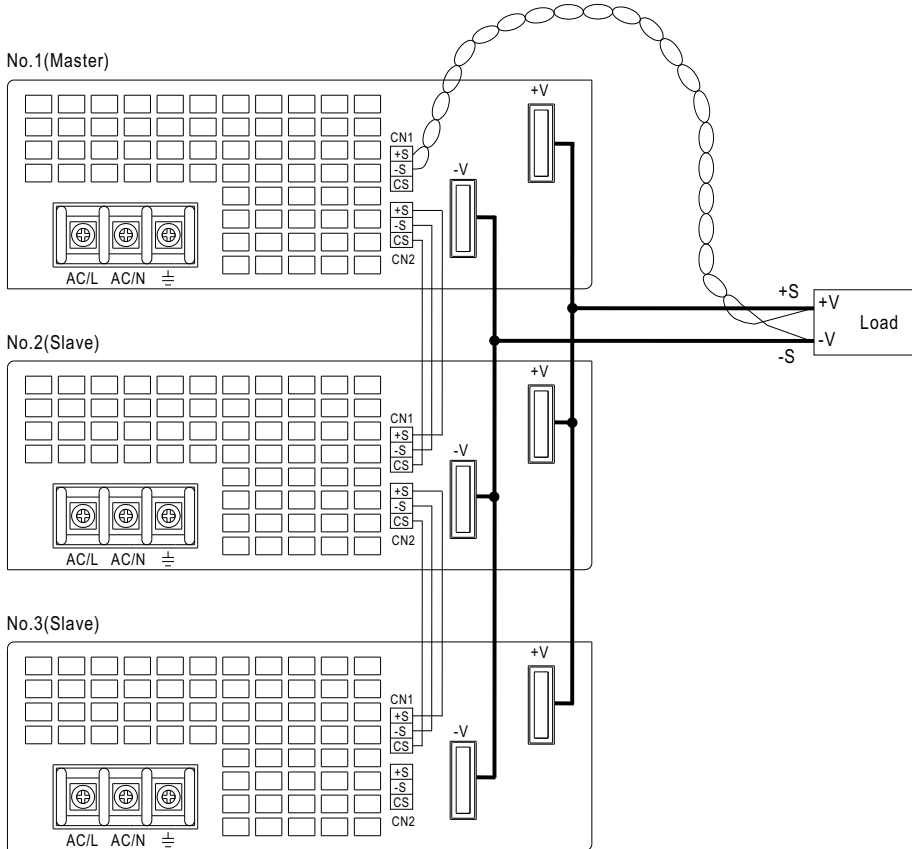 No.1(Master)
+V
CN1
+S
-S
CS
-V
+S
-S
CS
CN2
AC/L AC/N
+S
+V
Load
-V
-S
No.2(Slave)
+V
CN1
+S
-S
CS
-V
+S
-S
CS
CN2
AC/L AC/N
No.3(Slave)
+V
CN1
+S
-S
CS
-V
+S
-S
CS
CN2
AC/L AC/N